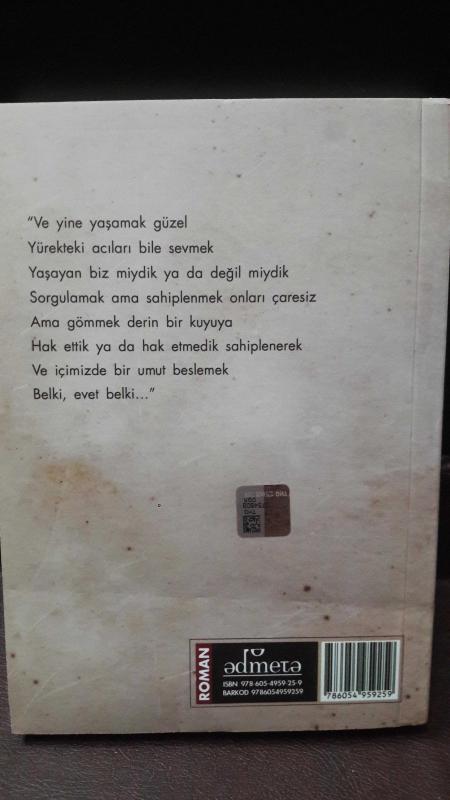 “Ve yine yaşamak güzel
Yürekteki acıları bile sevmek
Yaşayan biz miydik ya da değil miydik
Sorgulamak ama sahiplenmek onları çaresiz
Ama gömmek derin bir kuyuya
Hak ettik ya da hak etmedik sahiplenerek
Ve içimizde bir umut beslemek
Belki, evet belki...”
ROMAN
ISBN 978-605-4959-25-9
BARKOD 9786054959259
786054 959259